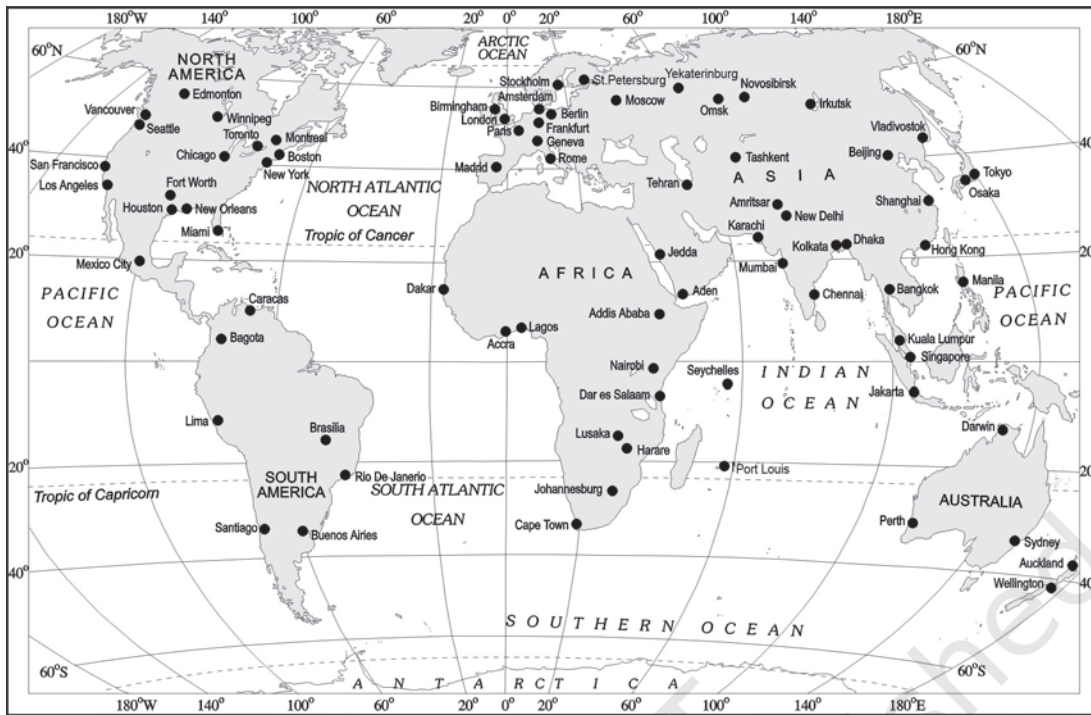 180°W 140° 100° 60° 20° 0° 20° 60° 100° 140° 180°E
60°N
NORTH
AMERICA
ARCTIC
OCEAN
60°N
Edmonton
Stockholm
St.Petersburg
Yekaterinburg
Novosibirsk
Vancouver
Seattle
Winnipeg
Amsterdam
Birmingham
London
Paris
Berlin
Frankfurt
Geneva
Rome
Moscow
Omsk
Irkutsk
Toronto
Montreal
Vladivostok
40°
Chicago
Boston
New York
Madrid
Tashkent
Beijing
40°
San Francisco
Los Angeles
Fort Worth
NORTH ATLANTIC
OCEAN
Tehran
A S I A
Tokyo
Osaka
Houston
New Orleans
Amritsar
New Delhi
Shanghai
Miami
Tropic of Cancer
Karachi
Kolkata
Dhaka
Hong Kong
20°
Mexico City
Jedda
Mumbai
20°
PACIFIC
OCEAN
Dakar
A F R I C A
Aden
Chennai
Bangkok
Manila
PACIFIC
OCEAN
Caracas
Bagota
Accra
Lagos
Addis Ababa
Kuala Lumpur
Singapore
Nairobi
Seychelles
I N D I A N
O C E A N
Dar es Salaam
Jakarta
Lima
Brasilia
Lusaka
Harare
Darwin
20°
SOUTH
AMERICA
Rio De Janerio
Port Louis
20°
Tropic of Capricorn
SOUTH ATLANTIC
OCEAN
Johannesburg
AUSTRALIA
Santiago
Buenos Airies
Cape Town
Perth
Sydney
Auckland
40°
Wellington
40°
S O U T H E R N O C E A N
60°S
60°S
A N T A R C T I C A
180°W 140° 100° 60° 20° 0° 20° 60° 100° 140° 180°E